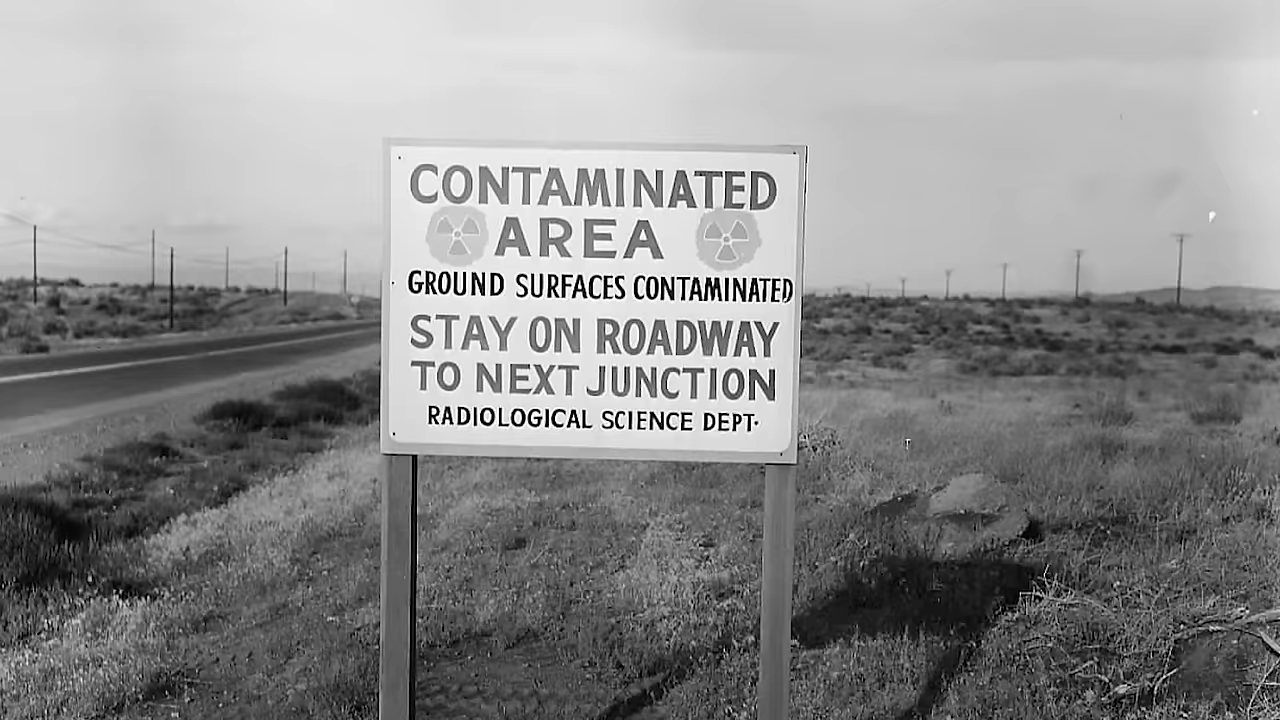 CONTAMINATED
AREA
GROUND SURFACES CONTAMINATED
STAY ON ROADWAY
TO NEXT JUNCTION
RADIOLOGICAL SCIENCE DEPT.